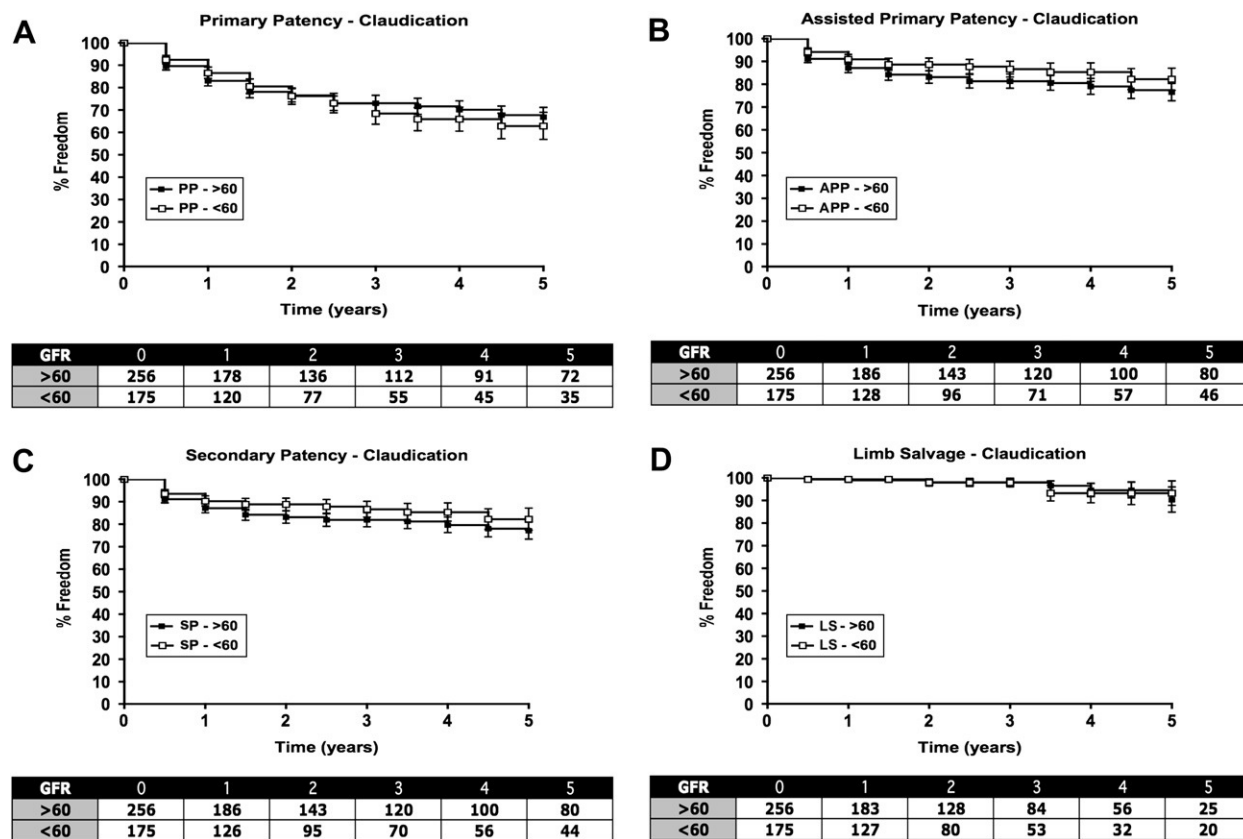 A
Primary Patency - Claudication
100
90
80
70
60
50
40
30
20
10
0
% Freedom
PP - >60
PP - <60
0 1 2 3 4 5
Time (years)
GFR 0 1 2 3 4 5
>60 256 178 136 112 91 72
<60 175 120 77 55 45 35
B
Assisted Primary Patency - Claudication
100
90
80
70
60
50
40
30
20
10
0
% Freedom
APP - >60
APP - <60
0 1 2 3 4 5
Time (years)
GFR 0 1 2 3 4 5
>60 256 186 143 120 100 80
<60 175 128 96 71 57 46
C
Secondary Patency - Claudication
100
90
80
70
60
50
40
30
20
10
0
% Freedom
SP - >60
SP - <60
0 1 2 3 4 5
Time (years)
GFR 0 1 2 3 4 5
>60 256 186 143 120 100 80
<60 175 126 95 70 56 44
D
Limb Salvage - Claudication
100
90
80
70
60
50
40
30
20
10
0
% Freedom
LS - >60
LS - <60
0 1 2 3 4 5
Time (years)
GFR 0 1 2 3 4 5
>60 256 183 128 84 56 25
<60 175 127 80 53 32 20